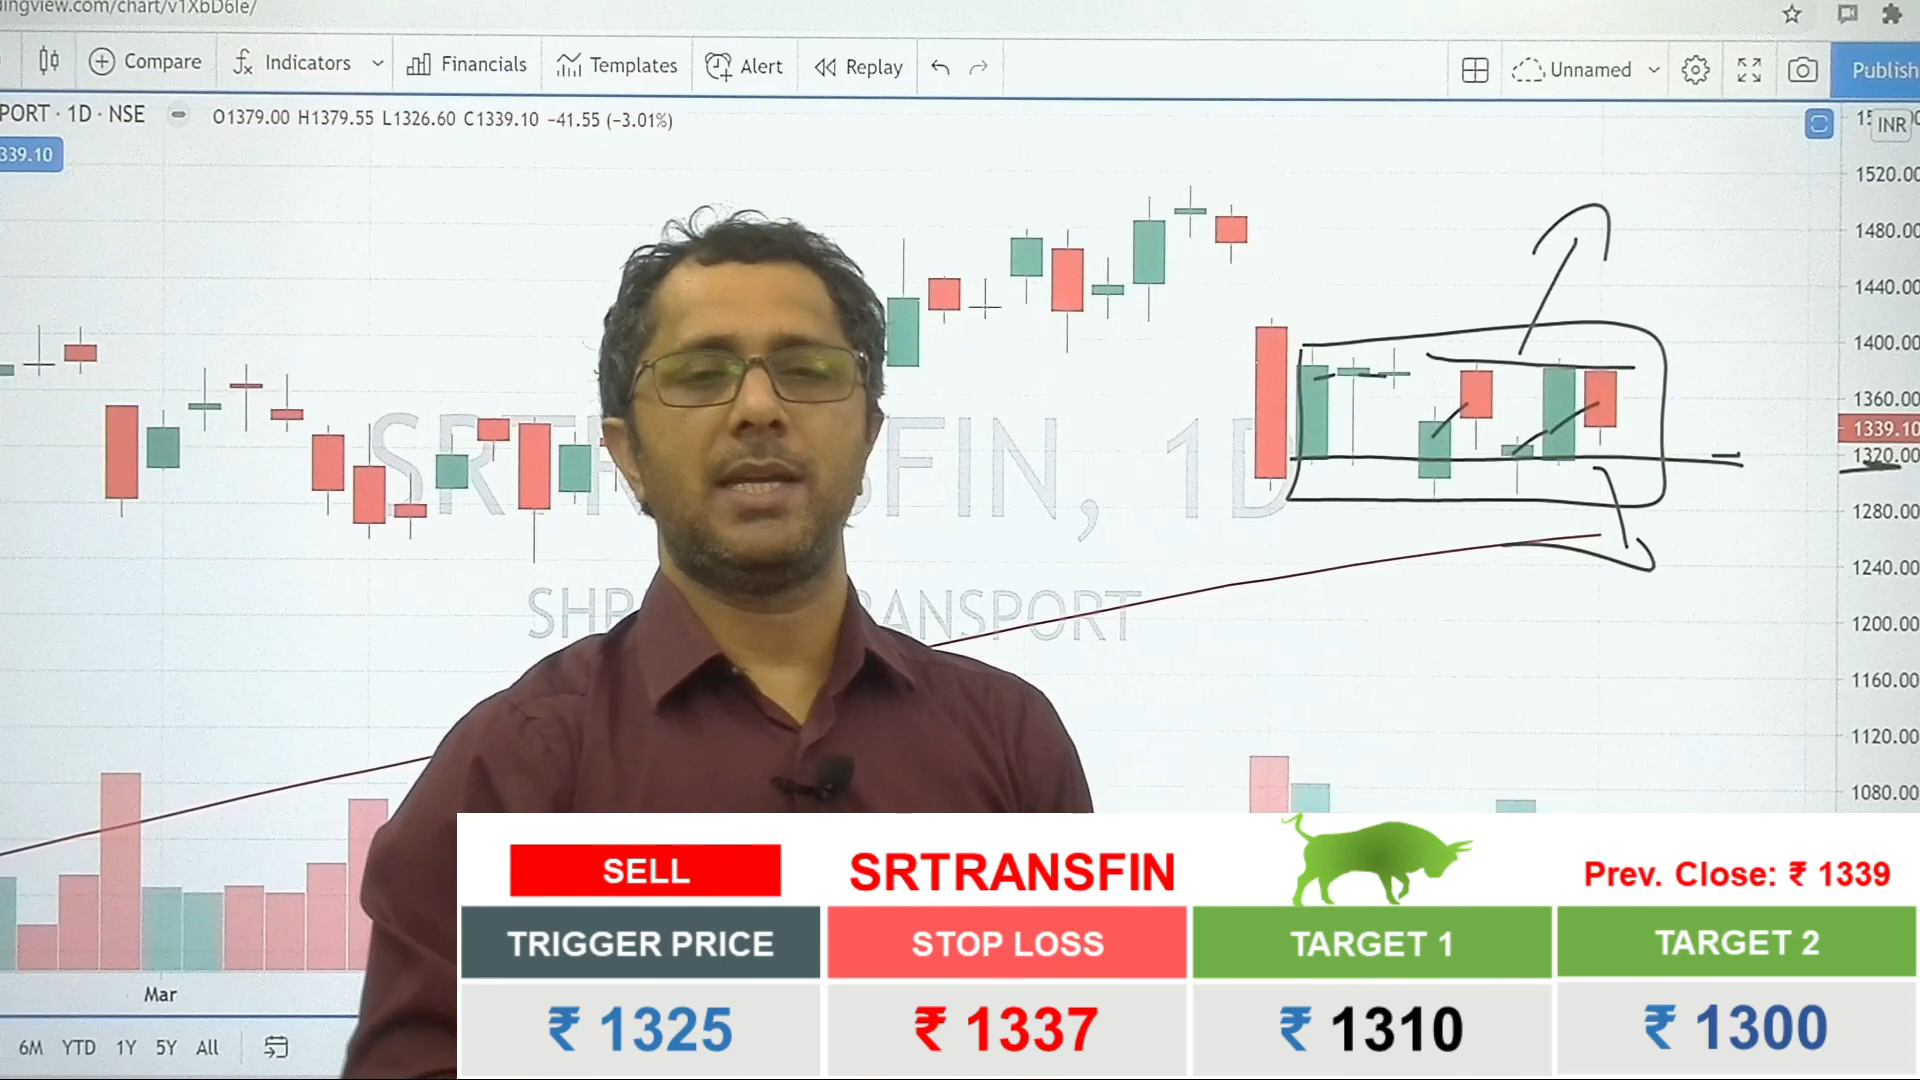 ingview.com/chart/v1XbD6Ie/
Compare
Indicators
Financials
Templates
Alert
Replay
Unnamed
Publish
PORT · 1D · NSE
O1379.00 H1379.55 L1326.60 C1339.10 −41.55 (−3.01%)
339.10
INR
1520.00
1480.00
1440.00
1400.00
1360.00
1339.10
1320.00
1280.00
1240.00
1200.00
1160.00
1120.00
1080.00
FIN, 1D
ANSPORT
Mar
6M YTD 1Y 5Y All
SELL
SRTRANSFIN
Prev. Close: ₹ 1339
TRIGGER PRICE
STOP LOSS
TARGET 1
TARGET 2
₹ 1325
₹ 1337
₹ 1310
₹ 1300